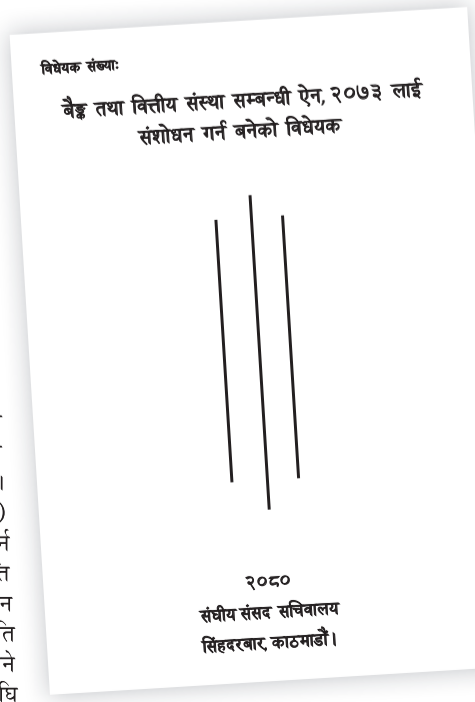 विधेयक संख्याः
बैङ्क तथा वित्तीय संस्था सम्बन्धी ऐन, २०७३ लाई
संशोधन गर्न बनेको विधेयक
२०८०
संघीय संसद सचिवालय
सिंहदरबार, काठमाडौं।